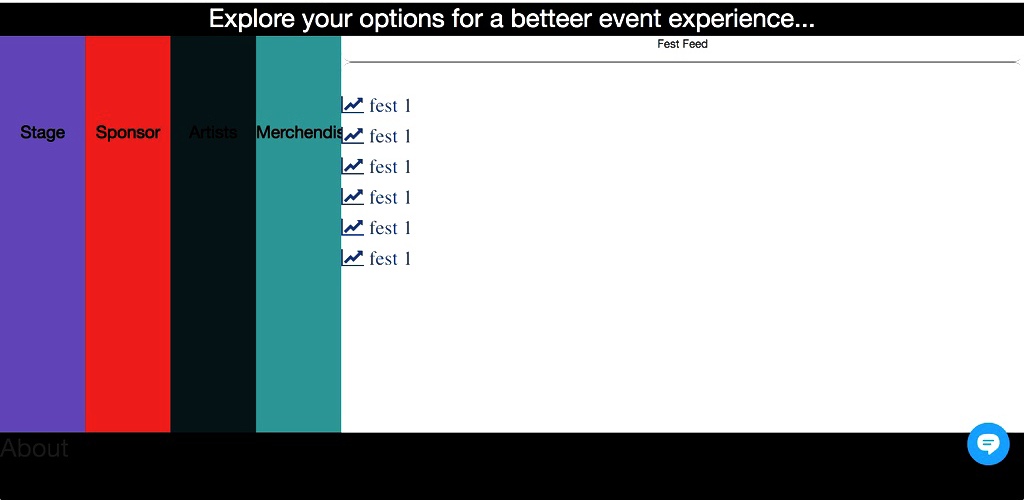 Explore your options for a betteer event experience...
Fest Feed
Stage
Sponsor
Artists
Merchendis
fest 1
fest 1
fest 1
fest 1
fest 1
fest 1
About